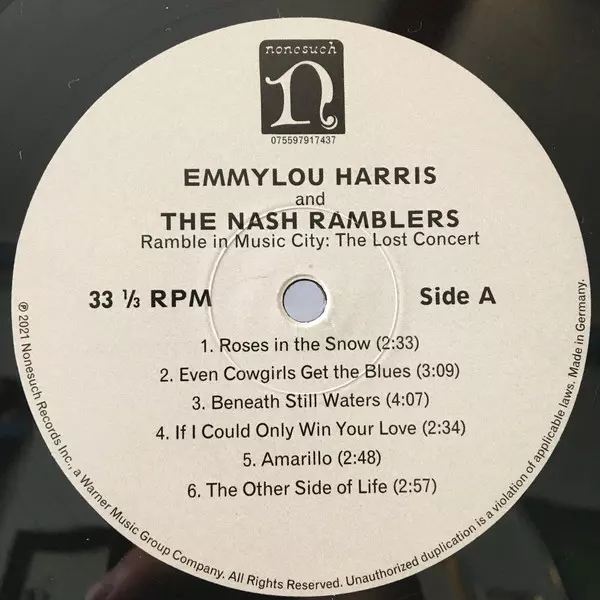 nonesuch
n
075597917437
EMMYLOU HARRIS
and
THE NASH RAMBLERS
Ramble in Music City: The Lost Concert
33 ⅓ RPM
Side A
1. Roses in the Snow (2:33)
2. Even Cowgirls Get the Blues (3:09)
3. Beneath Still Waters (4:07)
4. If I Could Only Win Your Love (2:34)
5. Amarillo (2:48)
6. The Other Side of Life (2:57)
℗ 2021 Nonesuch Records Inc., a Warner Music Group Company. All Rights Reserved. Unauthorized duplication is a violation of applicable laws. Made in Germany.